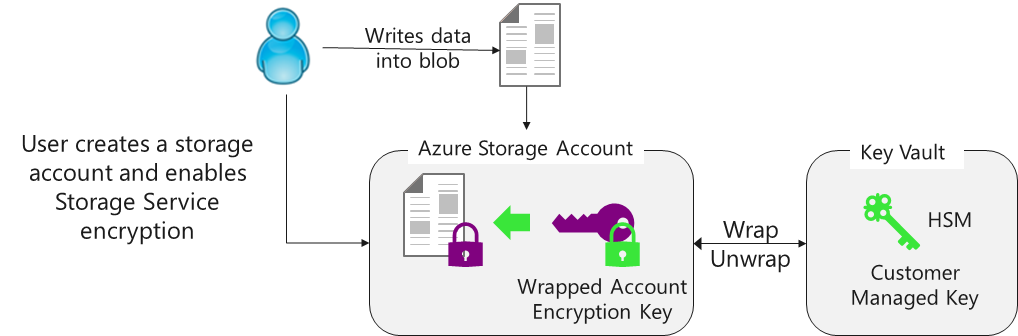 Writes data
into blob
User creates a storage
account and enables
Storage Service
encryption
Azure Storage Account
Wrapped Account
Encryption Key
Wrap
Unwrap
Key Vault
HSM
Customer
Managed Key